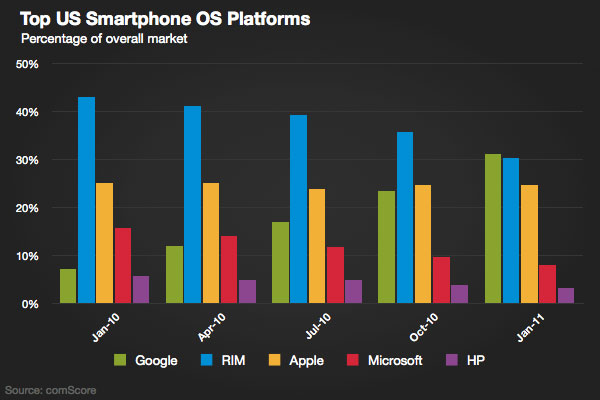 Top US Smartphone OS Platforms
Percentage of overall market
50%
40%
30%
20%
10%
0%
Jan-10 Apr-10 Jul-10 Oct-10 Jan-11
Google RIM Apple Microsoft HP
Source: comScore